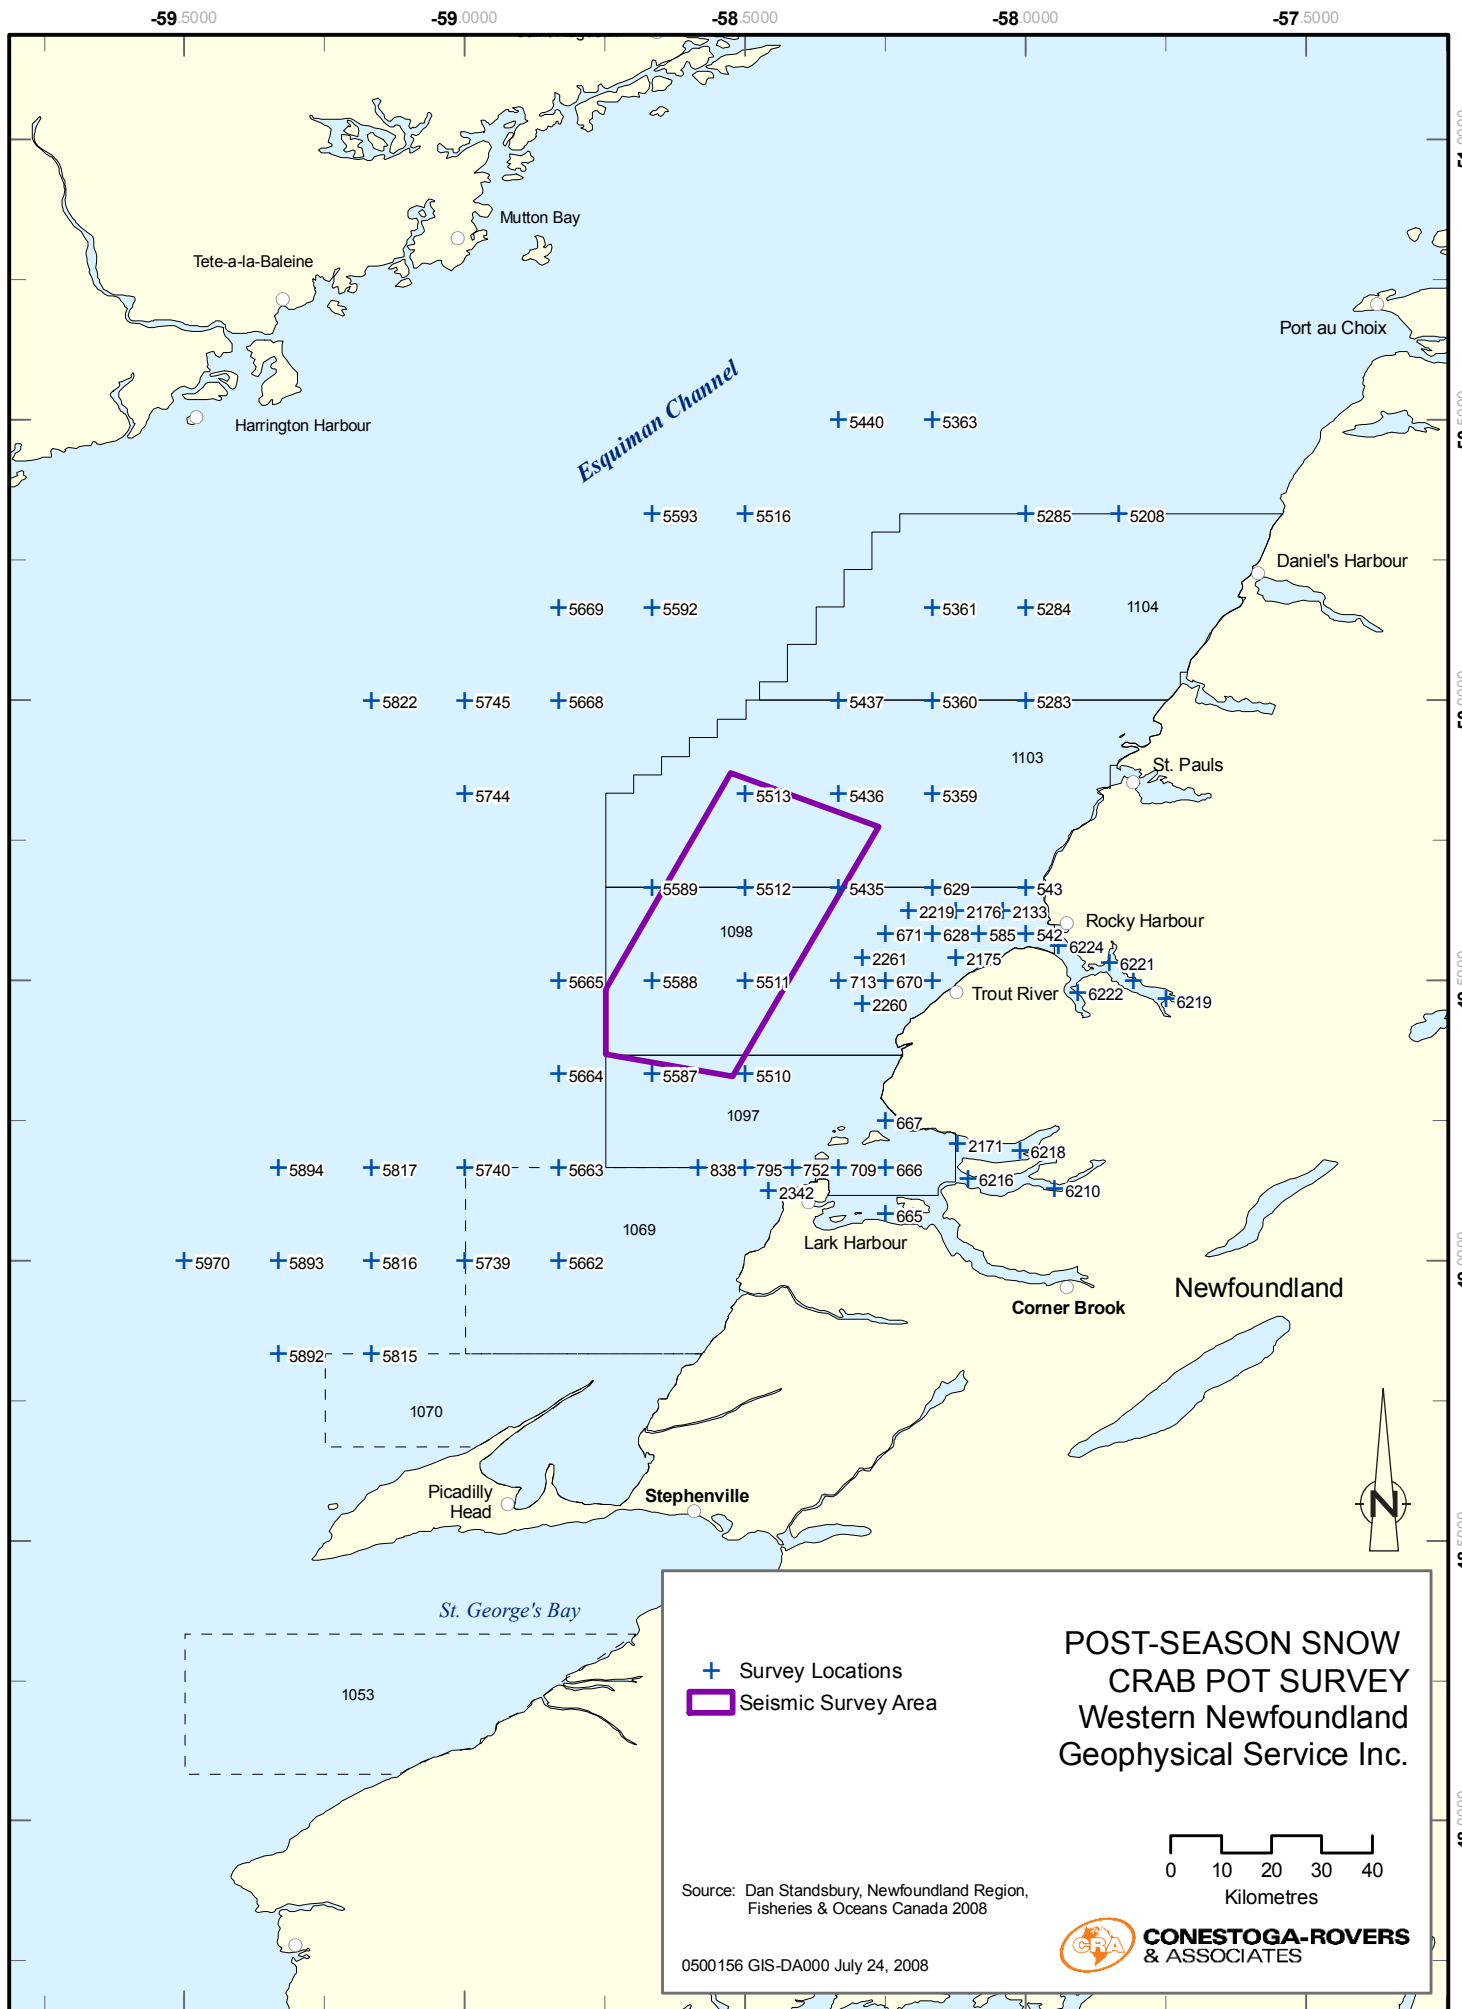 -59.5000 -59.0000 -58.5000 -58.0000 -57.5000
Mutton Bay
Tete-a-la-Baleine
Port au Choix
Harrington Harbour
Esquiman Channel
5440 5363
5593 5516 5285 5208
Daniel's Harbour
5669 5592 5361 5284 1104
5822 5745 5668 5437 5360 5283
1103
St. Pauls
5744 5513 5436 5359
5589 5512 5435 629 543
2219 2176 2133
Rocky Harbour
1098
671 628 585 542
6224
2261 2175 6221
5665 5588 5511 713 670
Trout River
6222 6219
2260
5664 5587 5510
1097
667
2171 6218
5894 5817 5740 5663 838 795 752 709 666
6216 6210
2342
665
1069
Lark Harbour
5970 5893 5816 5739 5662
Newfoundland
Corner Brook
5892 5815
1070
Picadilly
Head
Stephenville
N
St. George's Bay
1053
Survey Locations
Seismic Survey Area
POST-SEASON SNOW
CRAB POT SURVEY
Western Newfoundland
Geophysical Service Inc.
0 10 20 30 40
Kilometres
Source: Dan Standsbury, Newfoundland Region,
Fisheries & Oceans Canada 2008
CRA
CONESTOGA-ROVERS
& ASSOCIATES
0500156 GIS-DA000 July 24, 2008